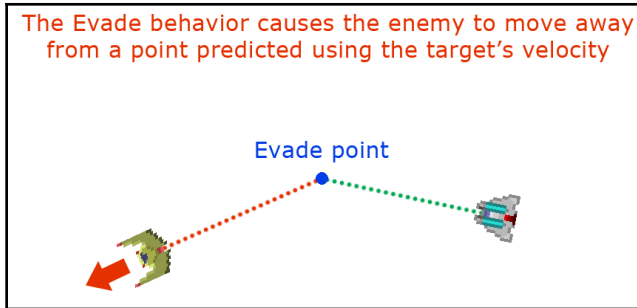 The Evade behavior causes the enemy to move away
from a point predicted using the target’s velocity
Evade point